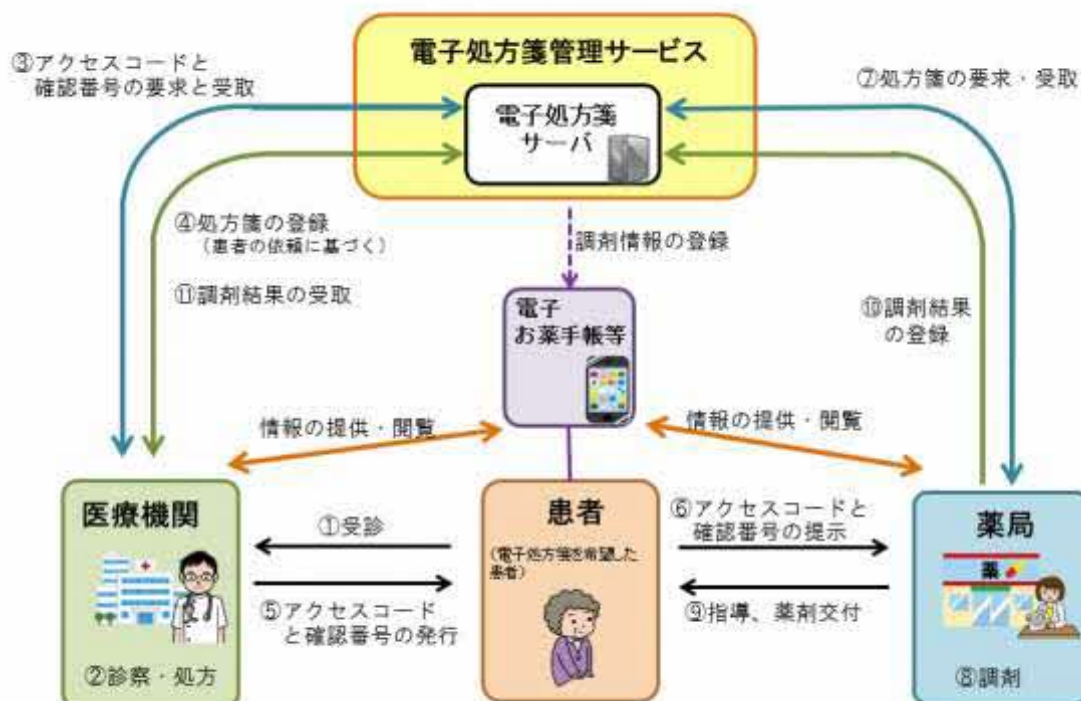 電子処方箋管理サービス
電子処方箋
サーバ
③アクセスコードと
確認番号の要求と受取
⑦処方箋の要求・受取
④処方箋の登録
(患者の依頼に基づく)
調剤情報の登録
⑪調剤結果の受取
電子
お薬手帳等
⑩調剤結果
の登録
情報の提供・閲覧
情報の提供・閲覧
医療機関
①受診
⑤アクセスコード
と確認番号の発行
②診察・処方
患者
(電子処方箋を希望した
患者)
⑥アクセスコードと
確認番号の提示
⑨指導、薬剤交付
薬局
薬
⑧調剤